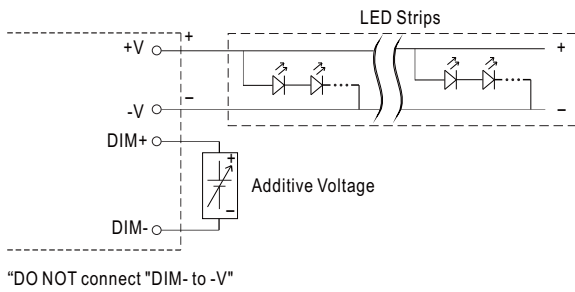 LED Strips
+V + +
-V – –
DIM+ +
Additive Voltage
–
DIM-
“DO NOT connect "DIM- to -V"